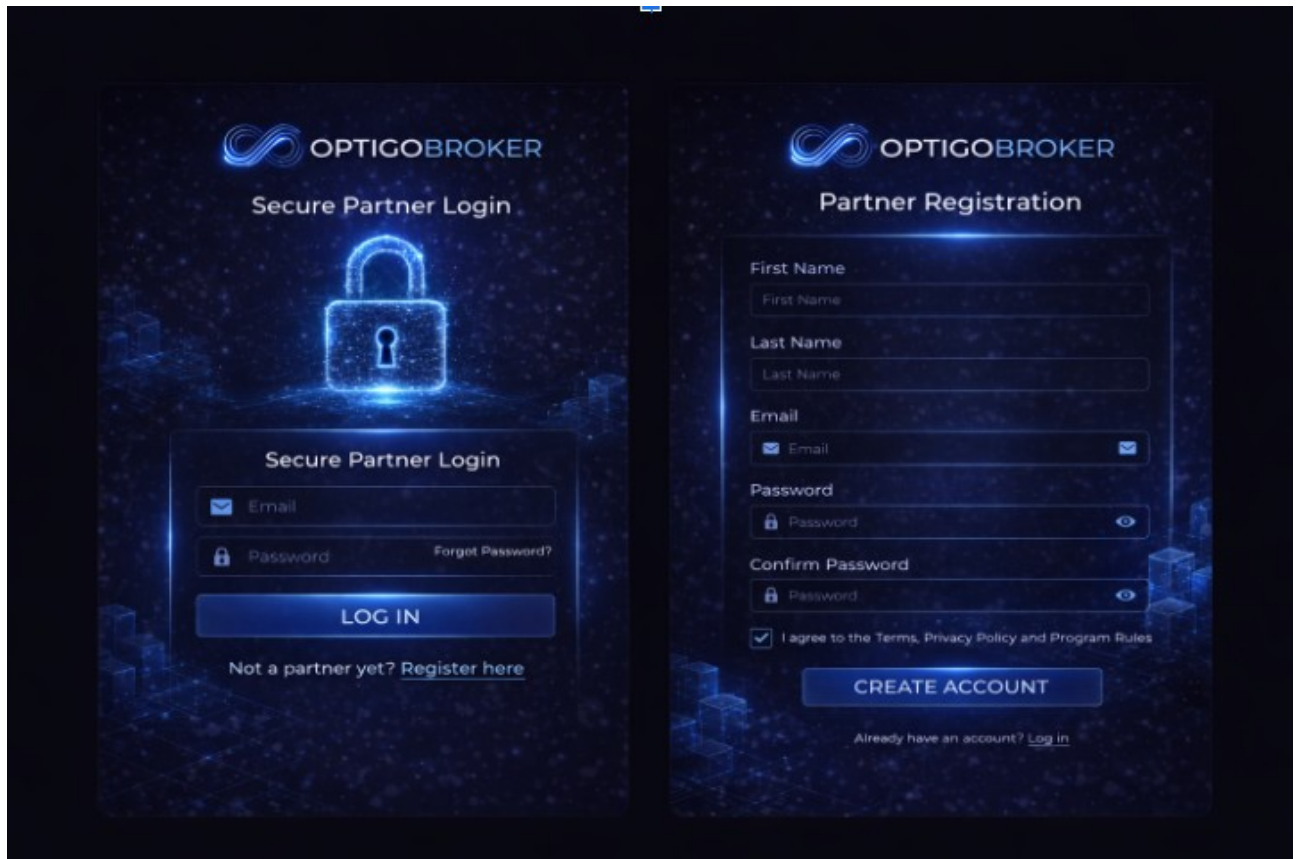 OPTIGOBROKER
Secure Partner Login
Secure Partner Login
Email
Password
Forgot Password?
LOG IN
Not a partner yet? Register here
OPTIGOBROKER
Partner Registration
First Name
First Name
Last Name
Last Name
Email
Email
Password
Password
Confirm Password
Password
I agree to the Terms, Privacy Policy and Program Rules
CREATE ACCOUNT
Already have an account? Log in